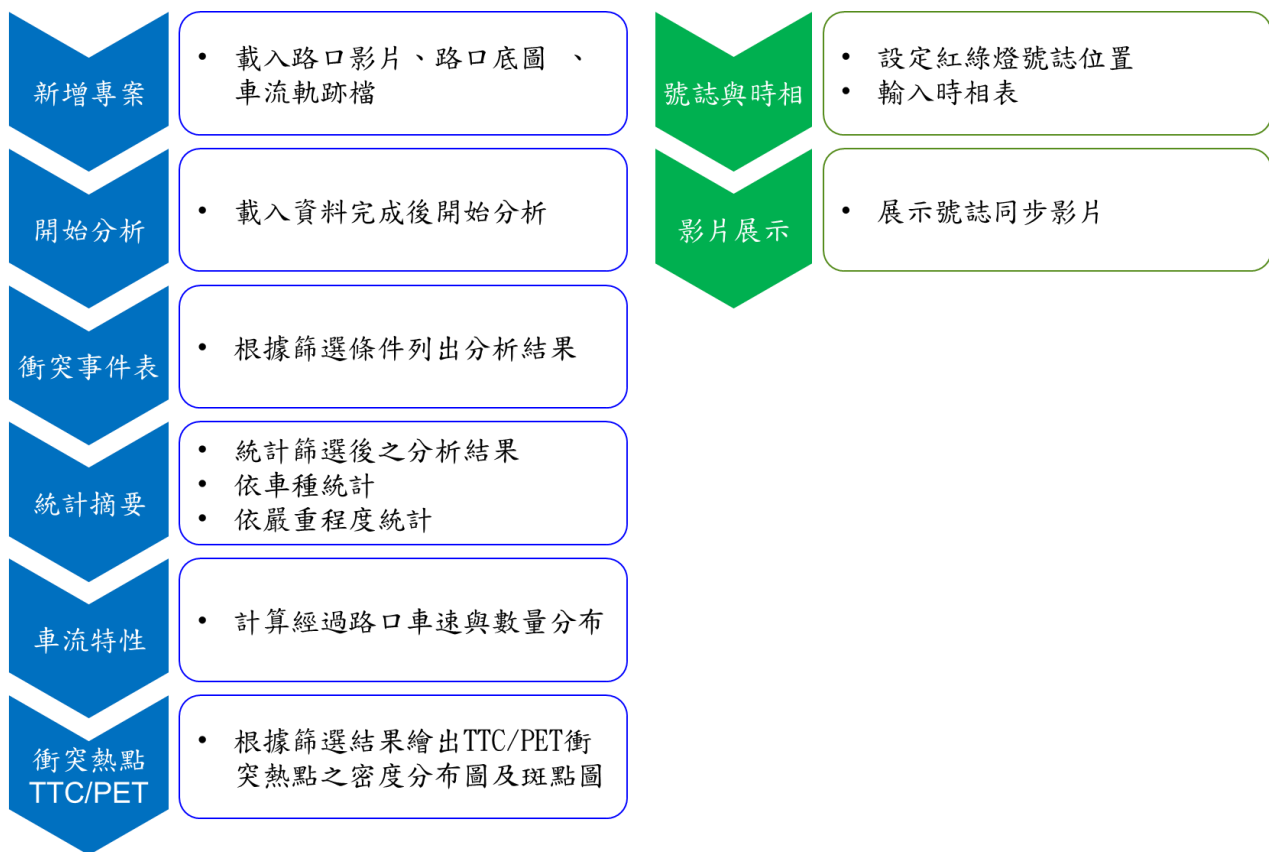 新增專案
• 載入路口影片、路口底圖 、
車流軌跡檔
開始分析
• 載入資料完成後開始分析
衝突事件表
• 根據篩選條件列出分析結果
統計摘要
• 統計篩選後之分析結果
• 依車種統計
• 依嚴重程度統計
車流特性
• 計算經過路口車速與數量分布
衝突熱點
TTC/PET
• 根據篩選結果繪出TTC/PET衝
突熱點之密度分布圖及斑點圖
號誌與時相
• 設定紅綠燈號誌位置
• 輸入時相表
影片展示
• 展示號誌同步影片